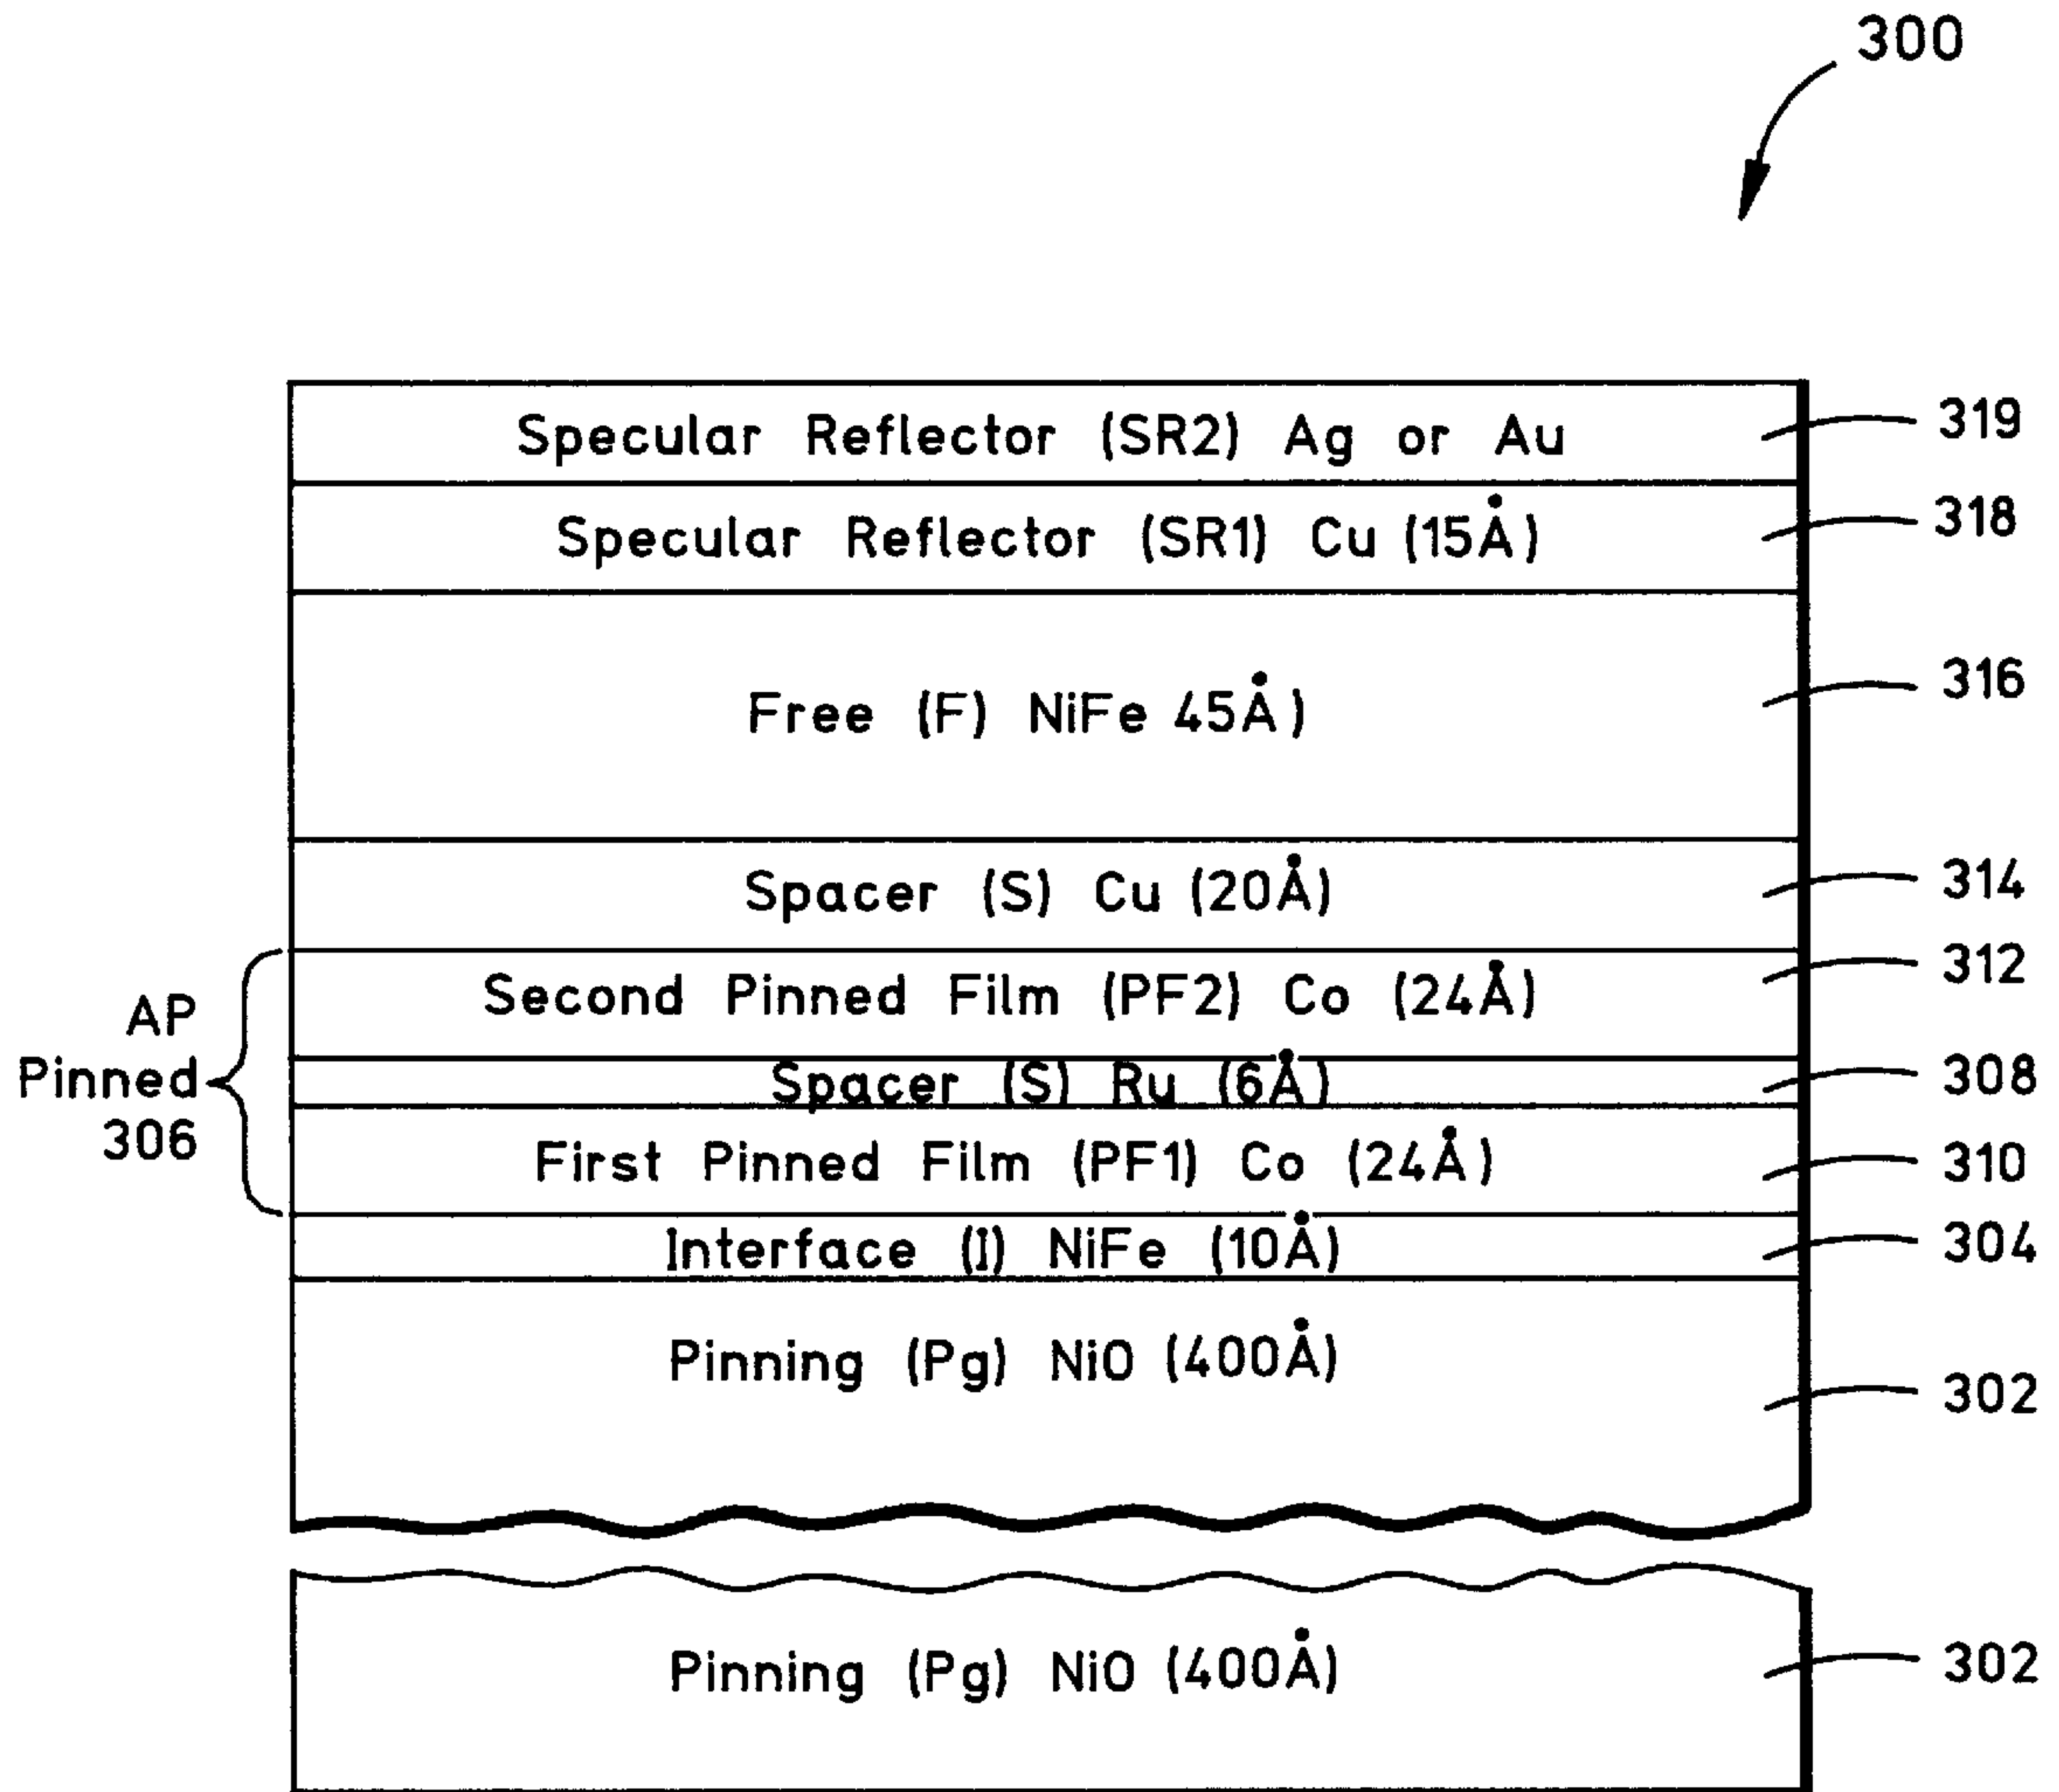 300
Specular Reflector (SR2) Ag or Au
319
Specular Reflector (SR1) Cu (15Å)
318
Free (F) NiFe 45Å)
316
Spacer (S) Cu (20Å)
314
Second Pinned Film (PF2) Co (24Å)
312
AP
Pinned
306
Spacer (S) Ru (6Å)
308
First Pinned Film (PF1) Co (24Å)
310
Interface (I) NiFe (10Å)
304
Pinning (Pg) NiO (400Å)
302
Pinning (Pg) NiO (400Å)
302